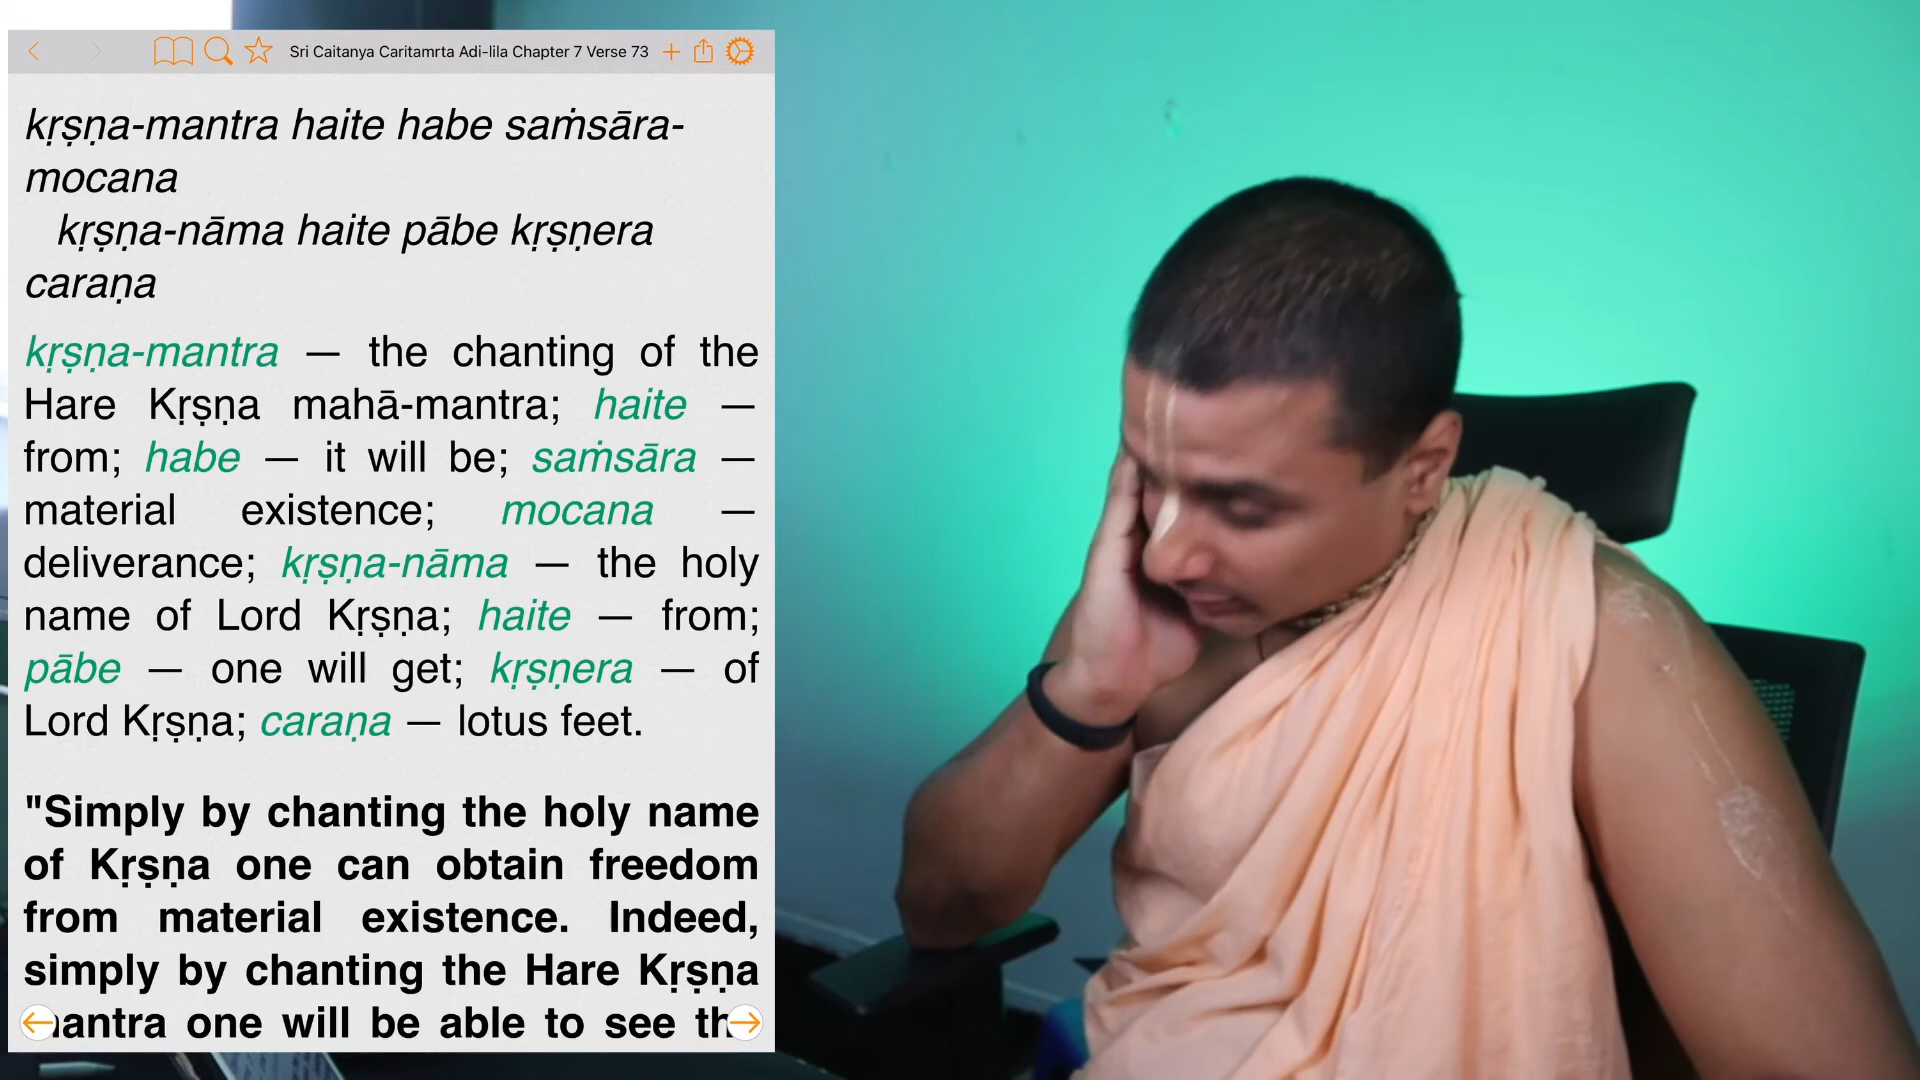 Sri Caitanya Caritamrta Adi-lila Chapter 7 Verse 73
kṛṣṇa-mantra haite habe saṁsāra-
mocana
kṛṣṇa-nāma haite pābe kṛṣṇera
caraṇa
kṛṣṇa-mantra — the chanting of the
Hare Kṛṣṇa mahā-mantra; haite —
from; habe — it will be; saṁsāra —
material existence; mocana —
deliverance; kṛṣṇa-nāma — the holy
name of Lord Kṛṣṇa; haite — from;
pābe — one will get; kṛṣṇera — of
Lord Kṛṣṇa; caraṇa — lotus feet.
"Simply by chanting the holy name
of Kṛṣṇa one can obtain freedom
from material existence. Indeed,
simply by chanting the Hare Kṛṣṇa
one will be able to see